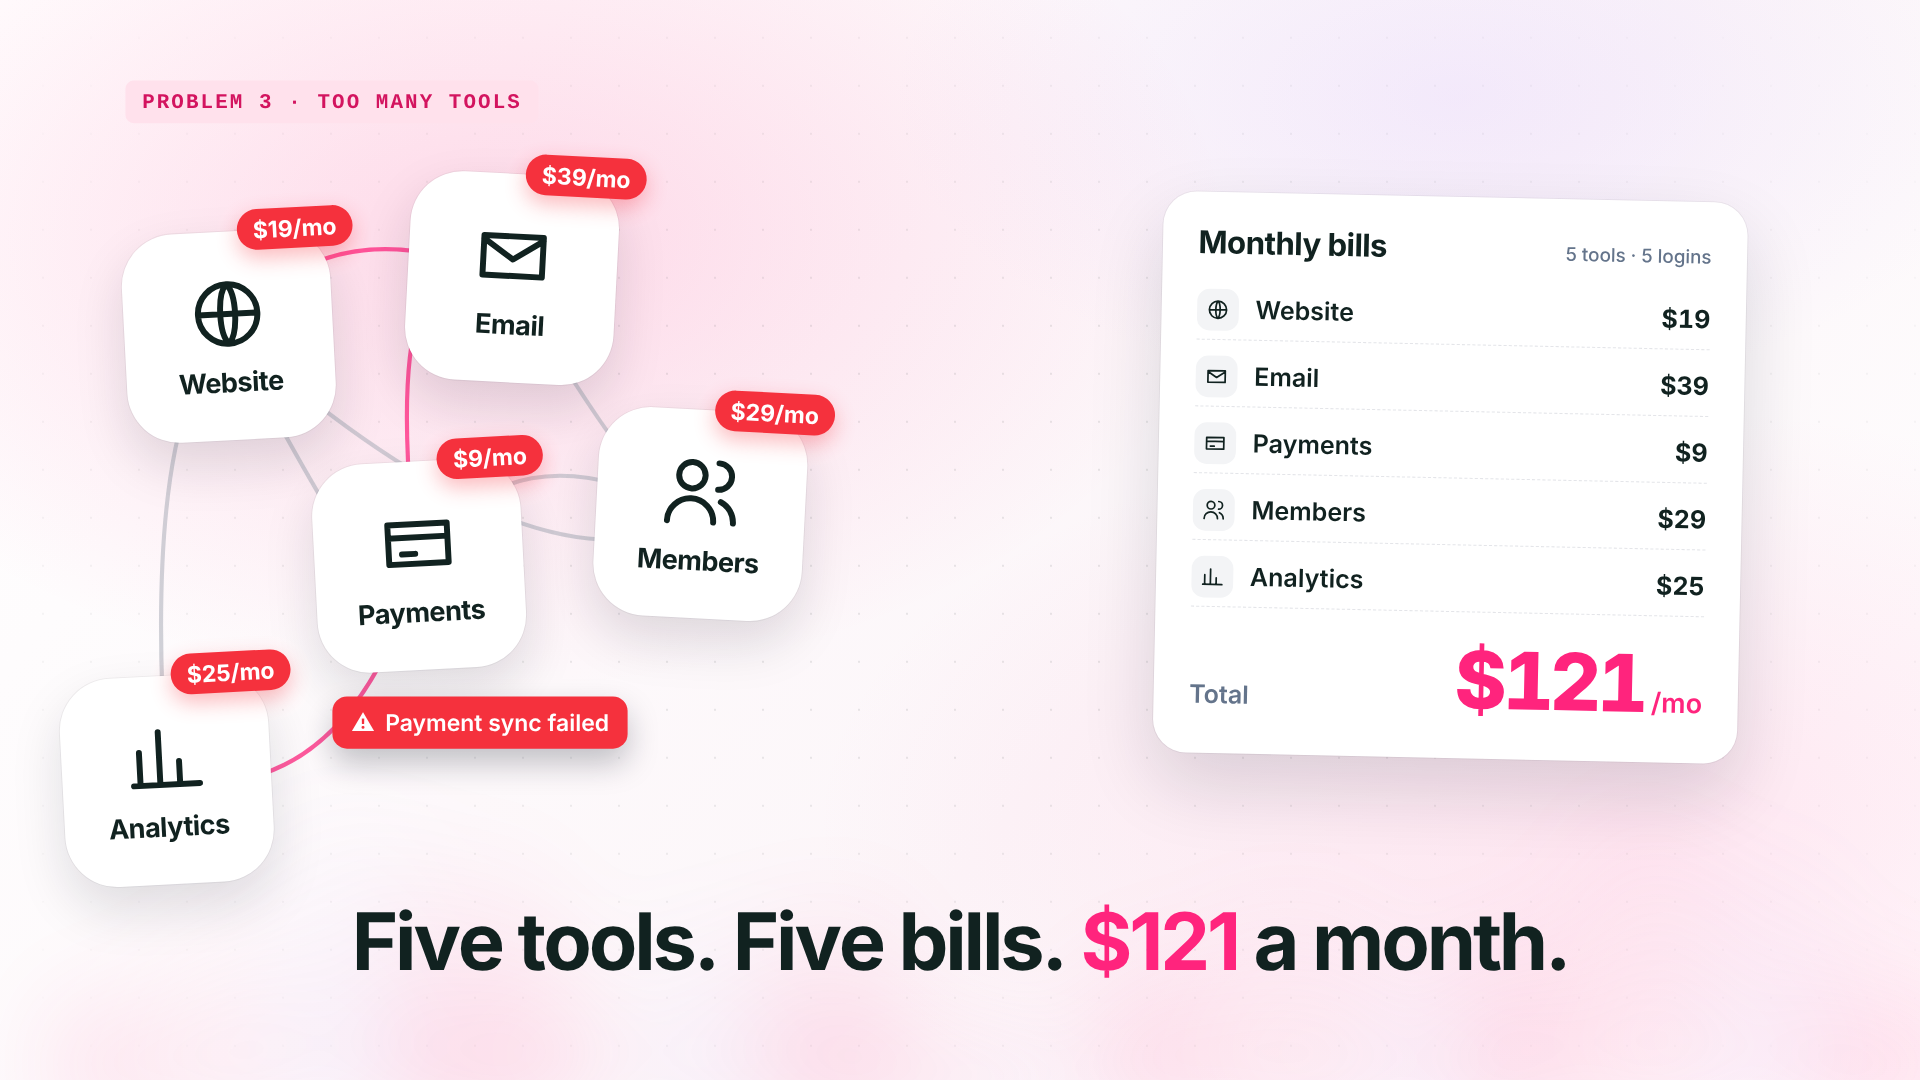 PROBLEM 3 · TOO MANY TOOLS
$19/mo
Website
$39/mo
Email
$9/mo
Payments
$29/mo
Members
$25/mo
Analytics
Payment sync failed
Monthly bills
5 tools · 5 logins
Website $19
Email $39
Payments $9
Members $29
Analytics $25
Total $121 /mo
Five tools. Five bills. $121 a month.